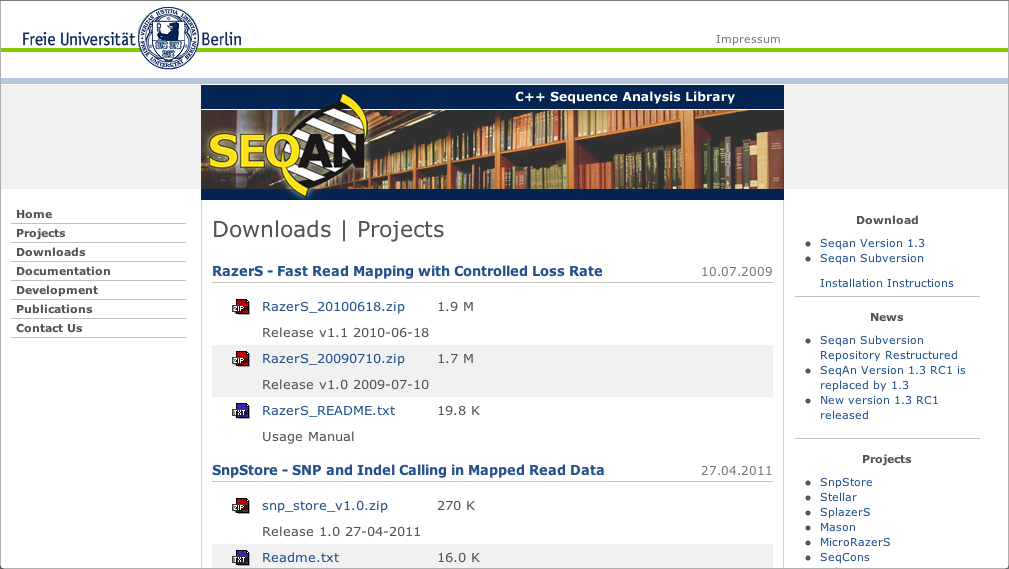 Freie Universität Berlin
Impressum
C++ Sequence Analysis Library
SEQAN
Home
Projects
Downloads
Documentation
Development
Publications
Contact Us
Downloads | Projects
RazerS - Fast Read Mapping with Controlled Loss Rate 10.07.2009
ZIP RazerS_20100618.zip 1.9 M
Release v1.1 2010-06-18
ZIP RazerS_20090710.zip 1.7 M
Release v1.0 2009-07-10
TXT RazerS_README.txt 19.8 K
Usage Manual
SnpStore - SNP and Indel Calling in Mapped Read Data 27.04.2011
ZIP snp_store_v1.0.zip 270 K
Release 1.0 27-04-2011
TXT Readme.txt 16.0 K
Download
Seqan Version 1.3
Seqan Subversion
Installation Instructions
News
Seqan Subversion
Repository Restructured
SeqAn Version 1.3 RC1 is
replaced by 1.3
New version 1.3 RC1
released
Projects
SnpStore
Stellar
SplazerS
Mason
MicroRazerS
SeqCons